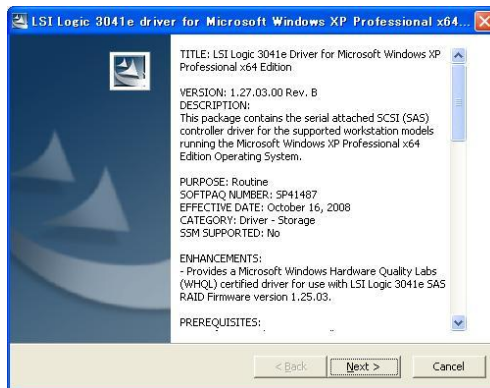 LSI Logic 3041e driver for Microsoft Windows XP Professional x64...
TITLE: LSI Logic 3041e Driver for Microsoft Windows XP
Professional x64 Edition
VERSION: 1.27.03.00 Rev. B
DESCRIPTION:
This package contains the serial attached SCSI (SAS)
controller driver for the supported workstation models
running the Microsoft Windows XP Professional x64
Edition Operating System.
PURPOSE: Routine
SOFTPAQ NUMBER: SP41487
EFFECTIVE DATE: October 16, 2008
CATEGORY: Driver - Storage
SSM SUPPORTED: No
ENHANCEMENTS:
- Provides a Microsoft Windows Hardware Quality Labs
(WHQL) certified driver for use with LSI Logic 3041e SAS
RAID Firmware version 1.25.03.
PREREQUISITES:
< Back
Next >
Cancel